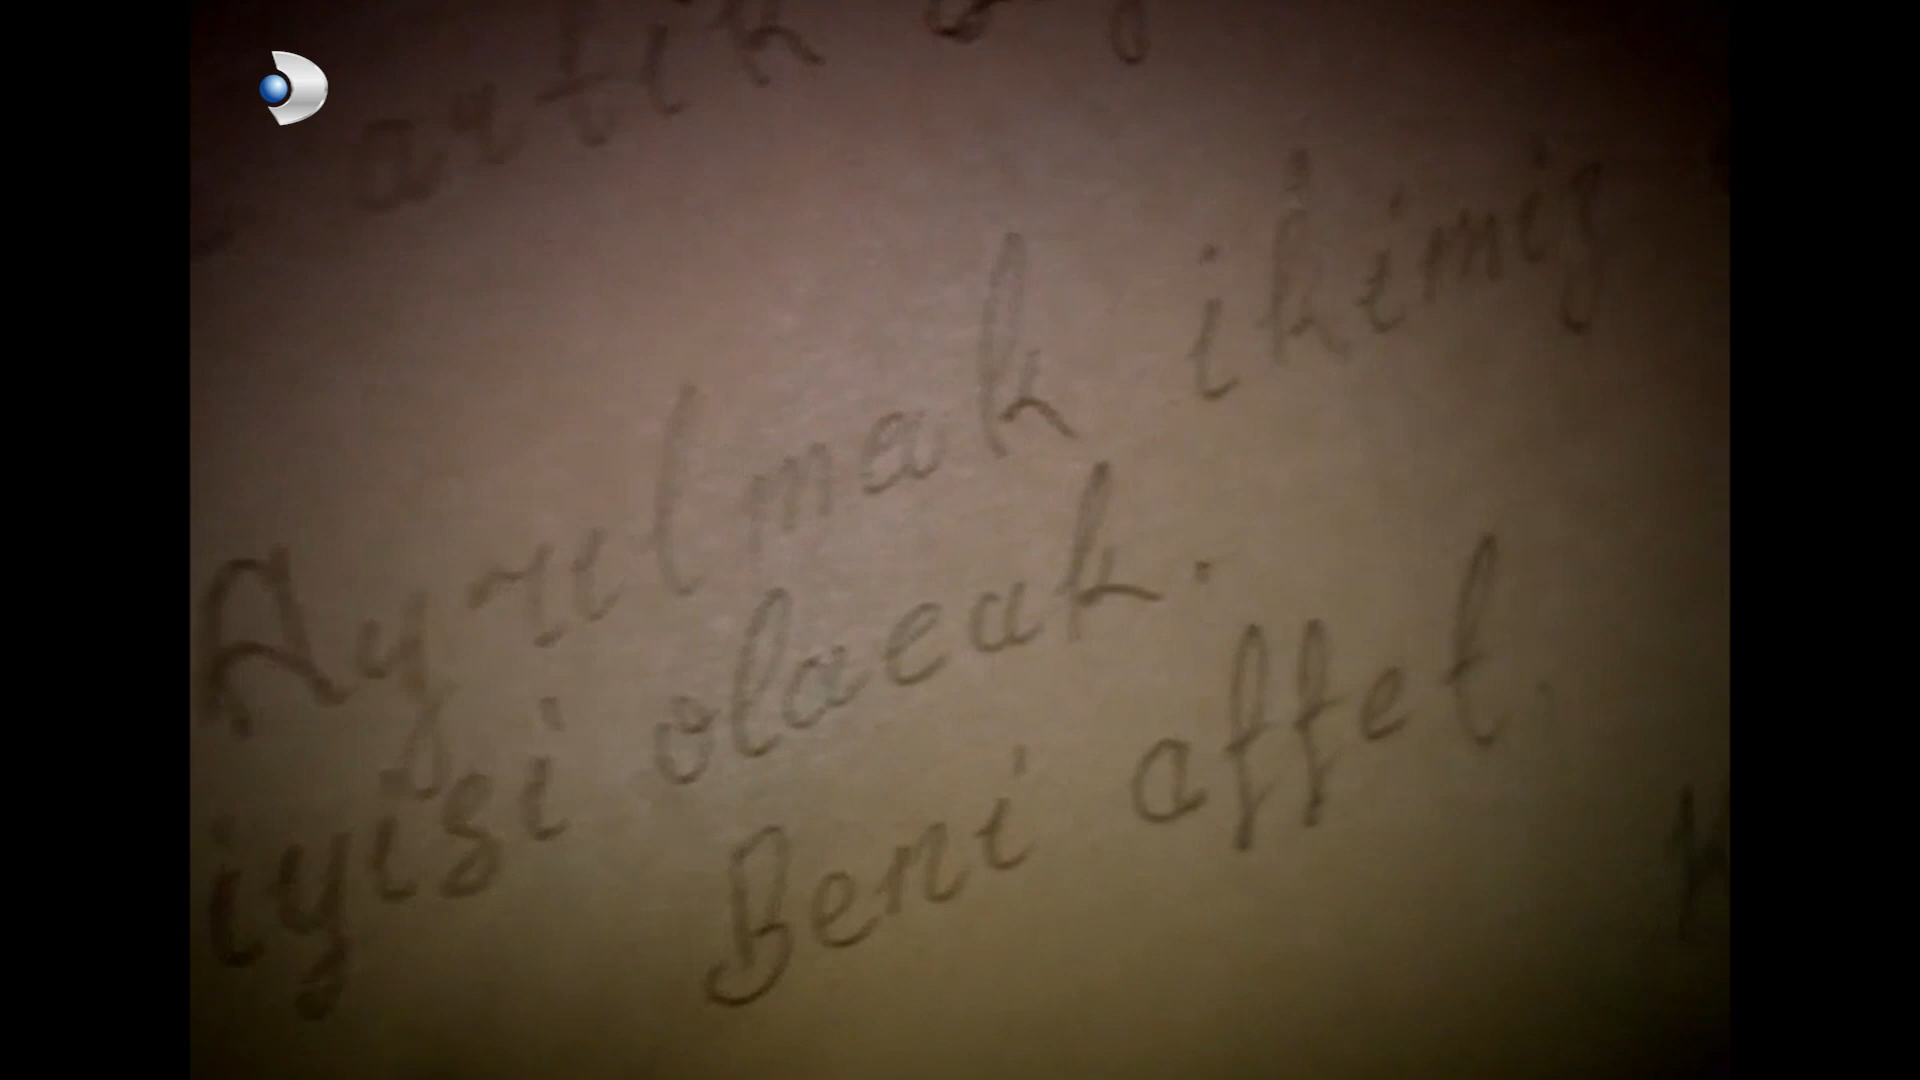 artık
Ayrılmak ikimiz
iyisi olacak.
Beni affet.